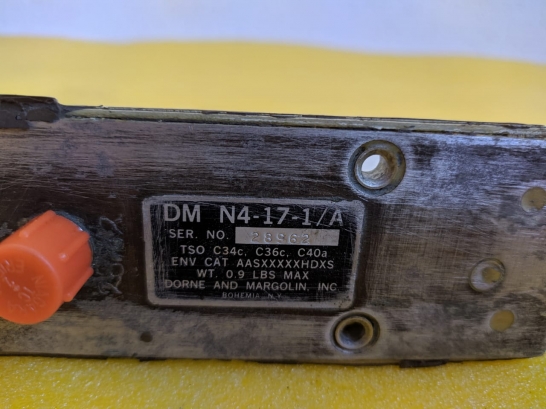 DM N4-17-1/A
SER. NO. 28982
TSO C34c, C36c, C40a
ENV CAT AASXXXXXHDXS
WT. 0.9 LBS MAX
DORNE AND MARGOLIN, INC
BOHEMIA N.Y.